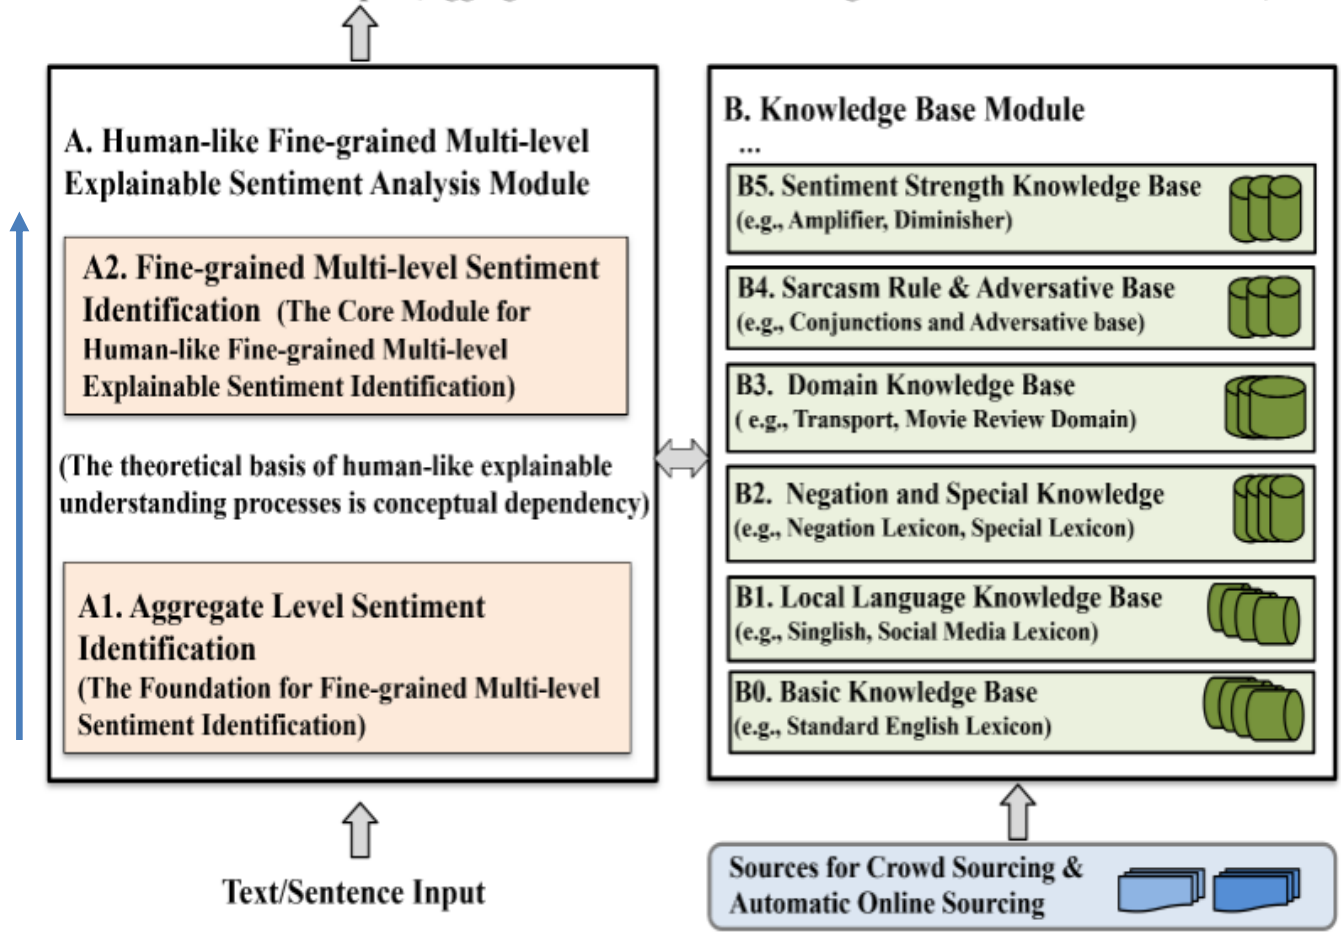 A. Human-like Fine-grained Multi-level
Explainable Sentiment Analysis Module
A2. Fine-grained Multi-level Sentiment
Identification (The Core Module for
Human-like Fine-grained Multi-level
Explainable Sentiment Identification)
(The theoretical basis of human-like explainable
understanding processes is conceptual dependency)
A1. Aggregate Level Sentiment
Identification
(The Foundation for Fine-grained Multi-level
Sentiment Identification)
Text/Sentence Input
B. Knowledge Base Module
...
B5. Sentiment Strength Knowledge Base
(e.g., Amplifier, Diminisher)
B4. Sarcasm Rule & Adversative Base
(e.g., Conjunctions and Adversative base)
B3. Domain Knowledge Base
( e.g., Transport, Movie Review Domain)
B2. Negation and Special Knowledge
(e.g., Negation Lexicon, Special Lexicon)
B1. Local Language Knowledge Base
(e.g., Singlish, Social Media Lexicon)
B0. Basic Knowledge Base
(e.g., Standard English Lexicon)
Sources for Crowd Sourcing &
Automatic Online Sourcing